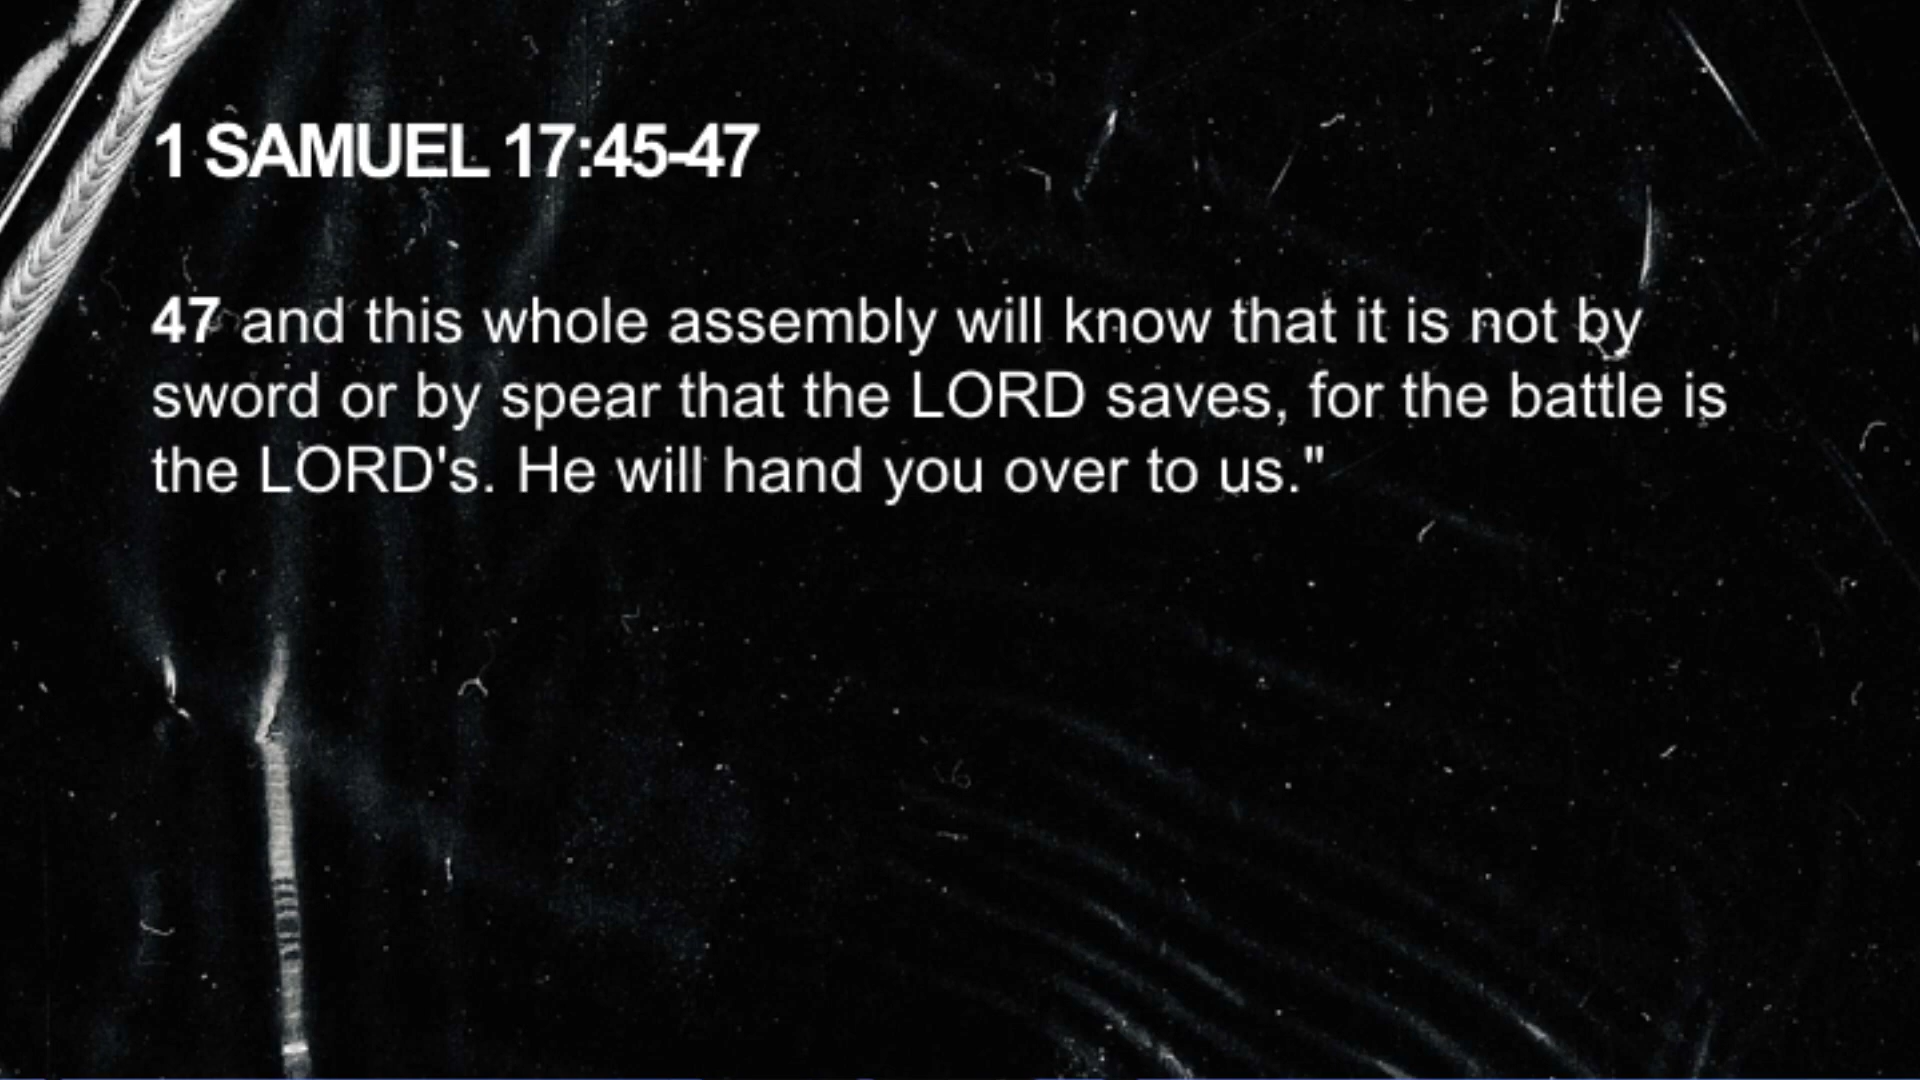 1 SAMUEL 17:45-47
47 and this whole assembly will know that it is not by
sword or by spear that the LORD saves, for the battle is
the LORD's. He will hand you over to us."